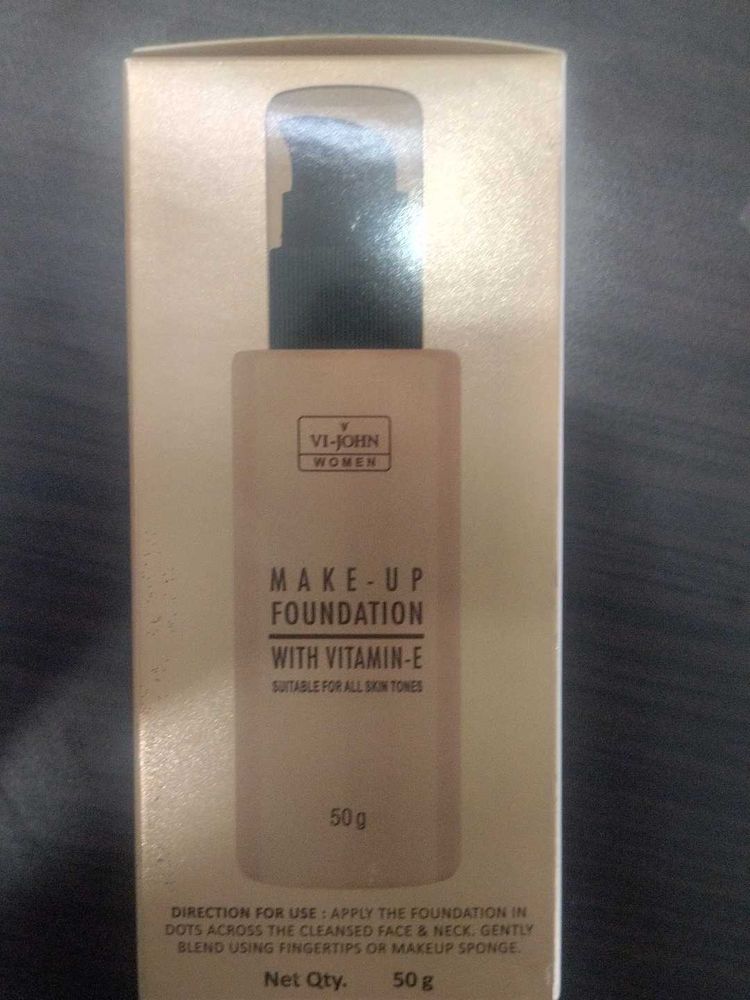 V
VI-JOHN
WOMEN
MAKE-UP
FOUNDATION
WITH VITAMIN-E
SUITABLE FOR ALL SKIN TONES
50 g
DIRECTION FOR USE : APPLY THE FOUNDATION IN
DOTS ACROSS THE CLEANSED FACE & NECK. GENTLY
BLEND USING FINGERTIPS OR MAKEUP SPONGE.
Net Qty. 50 g